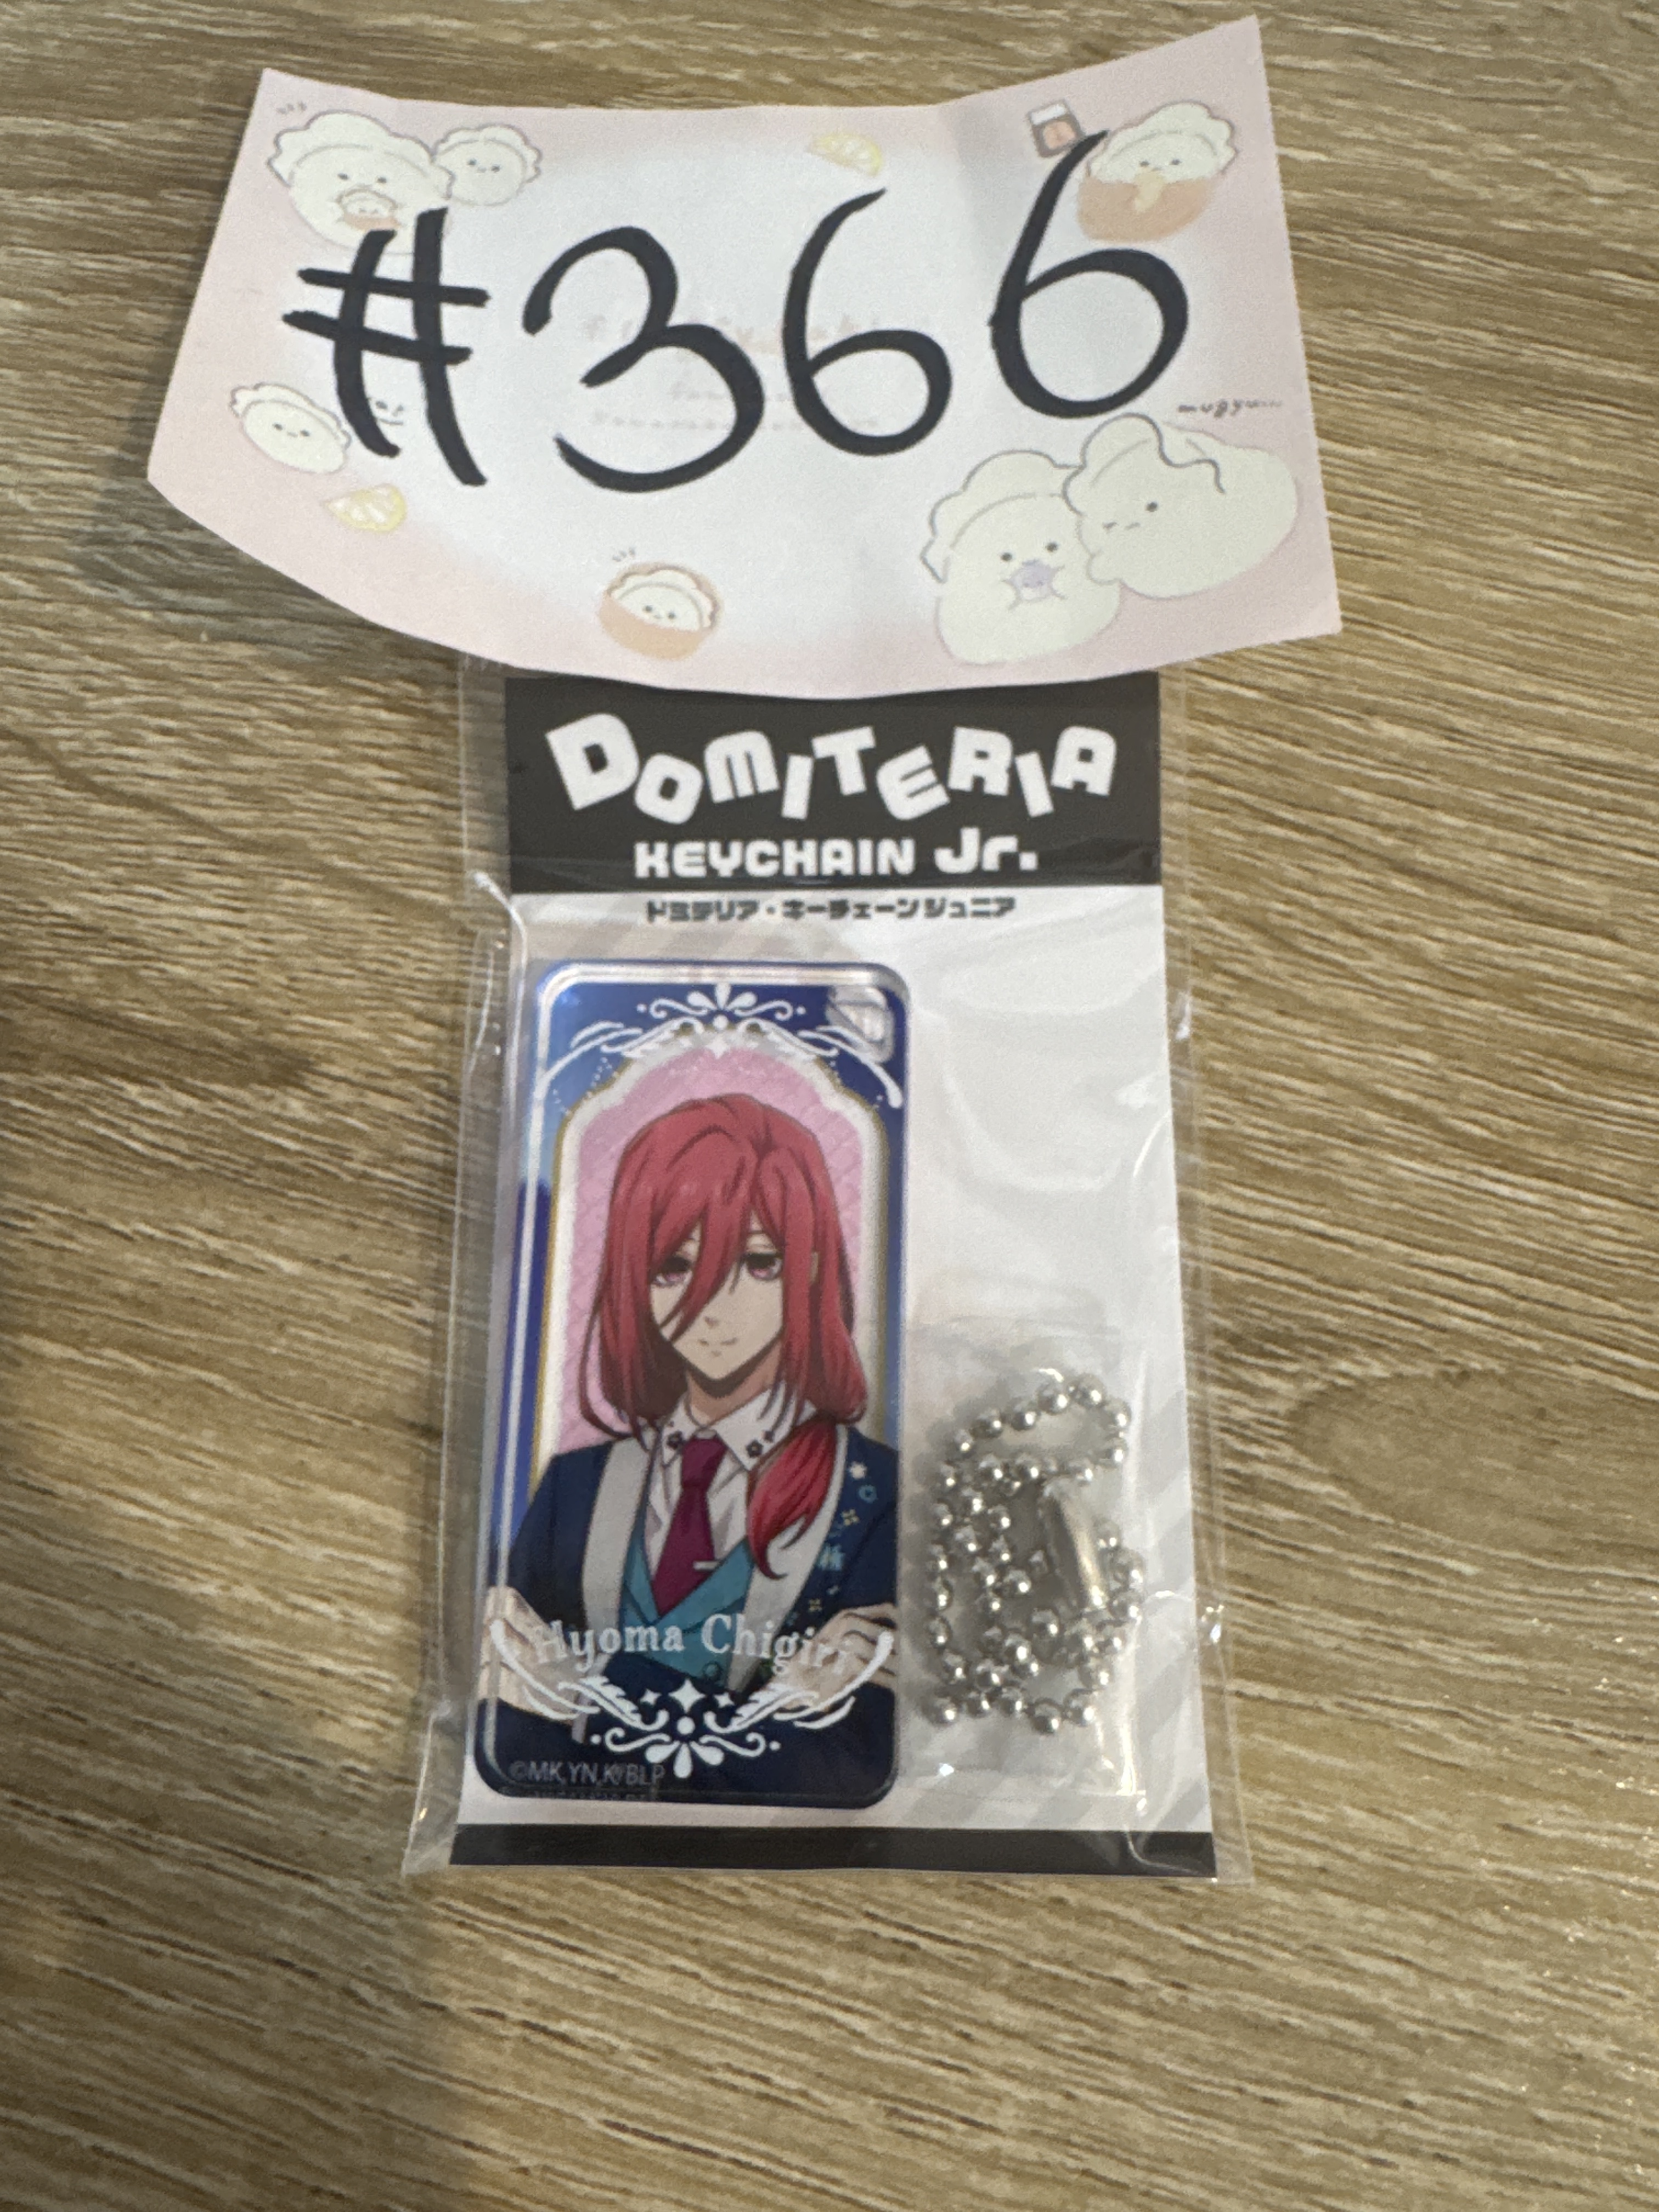 #366
mugyu
DOMITERIA
KEYCHAIN Jr.
ドミテリア・キーチェーンジュニア
Hyoma Chigiri
©MK,YN,K/BLP